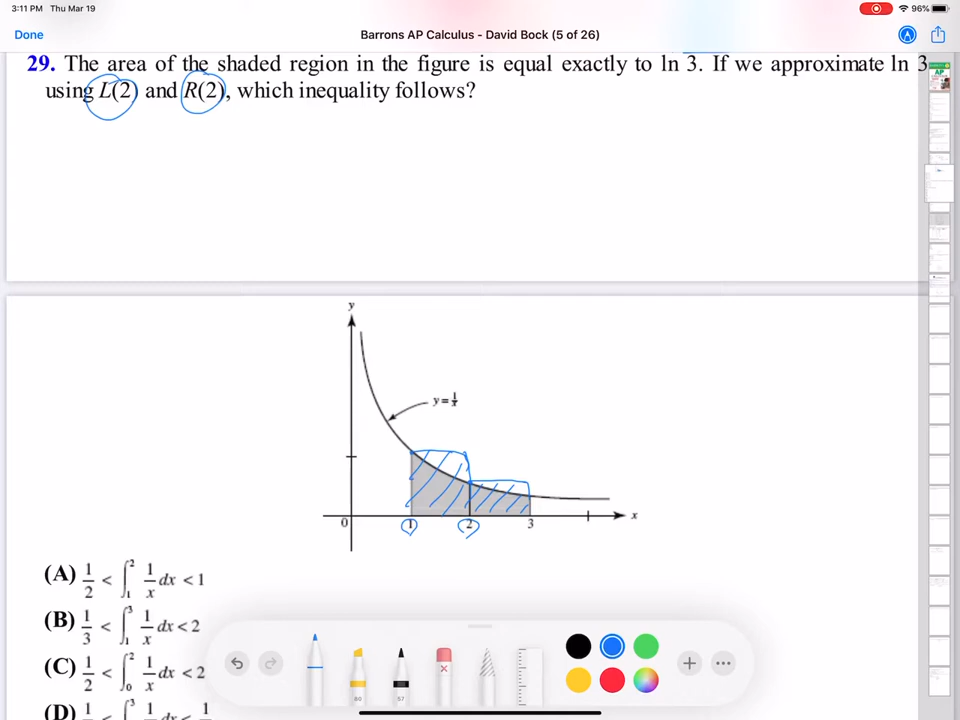 3:11 PM Thu Mar 19
96%
Done
Barrons AP Calculus - David Bock (5 of 26)
29. The area of the shaded region in the figure is equal exactly to ln 3. If we approximate ln 3
using L(2) and R(2), which inequality follows?
y
y = 1/x
0
1
2
3
x
(A) 1/2 < ∫₁² 1/x dx < 1
(B) 1/3 < ∫₁³ 1/x dx < 2
(C) 1/2 < ∫₀² 1/x dx < 2